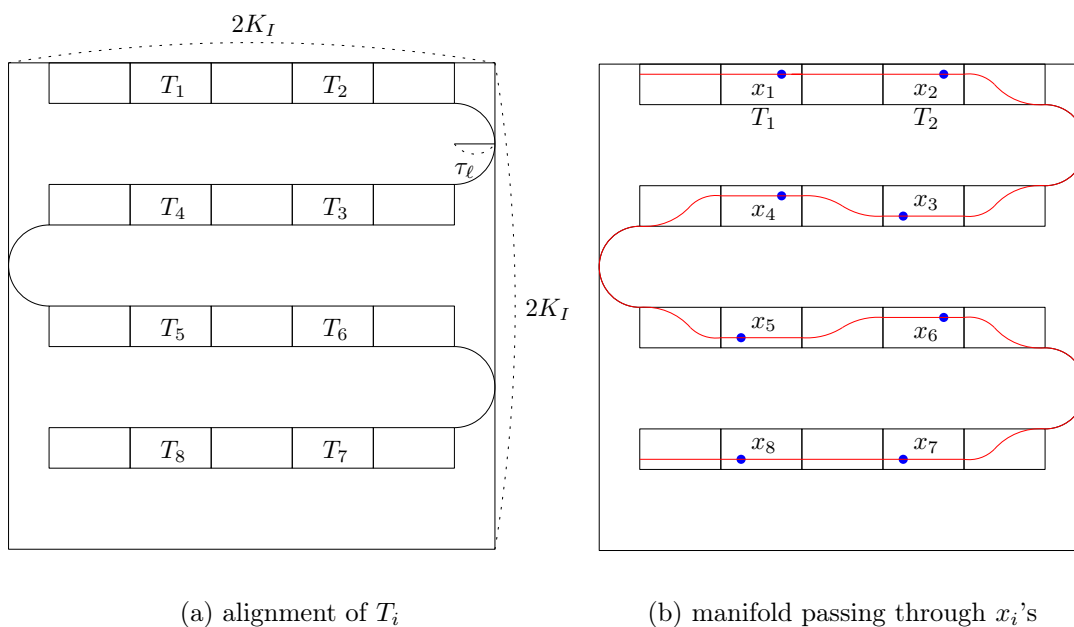 2K_I
T_1 T_2
τ_ℓ
T_4 T_3
2K_I
T_5 T_6
T_8 T_7
(a) alignment of T_i
x_1 x_2
T_1 T_2
x_4 x_3
x_5 x_6
x_8 x_7
(b) manifold passing through x_i's